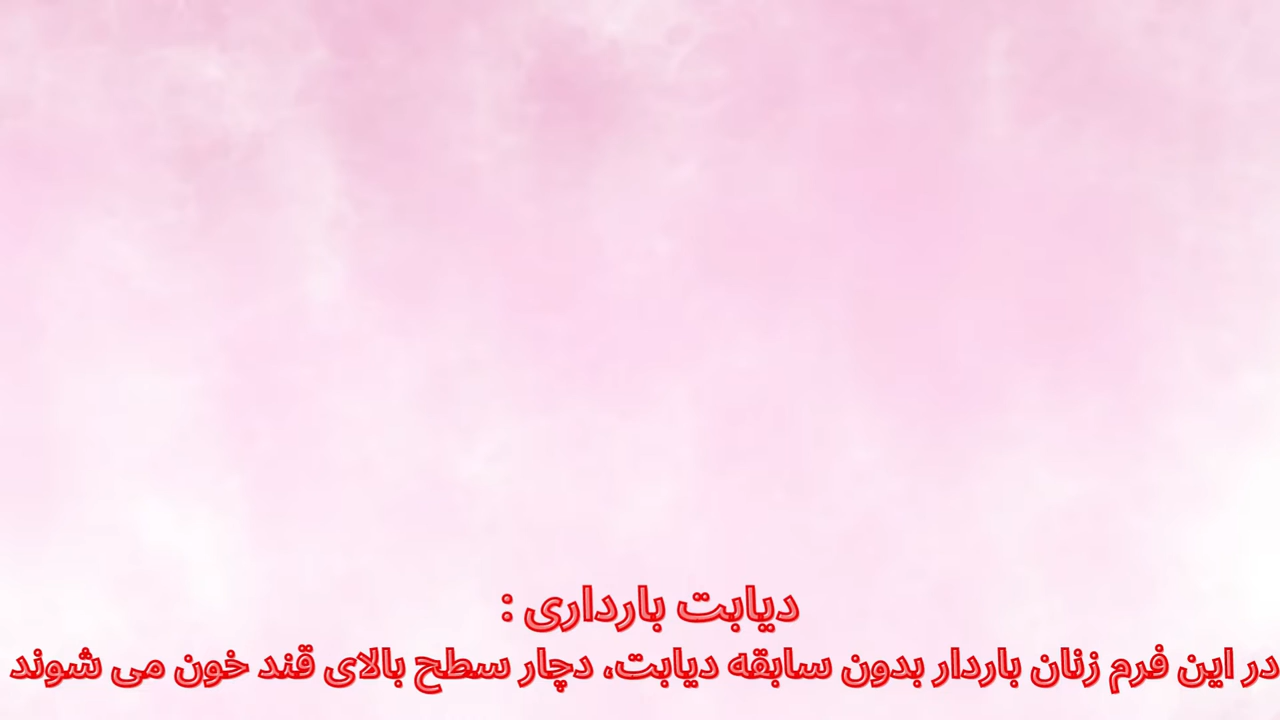 دیابت بارداری :
در این فرم زنان باردار بدون سابقه دیابت، دچار سطح بالای قند خون می شوند